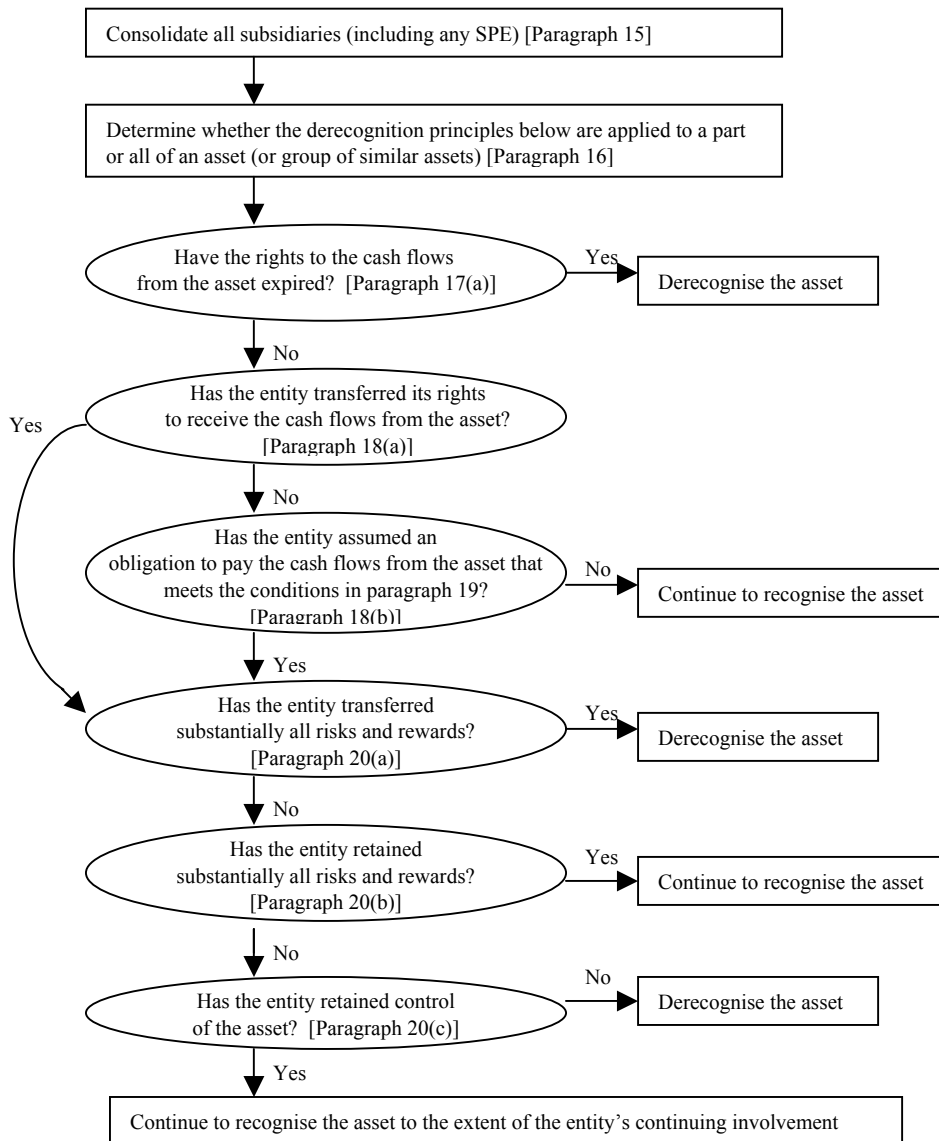 Consolidate all subsidiaries (including any SPE) [Paragraph 15]
Determine whether the derecognition principles below are applied to a part
or all of an asset (or group of similar assets) [Paragraph 16]
Have the rights to the cash flows
from the asset expired? [Paragraph 17(a)]
Yes
Derecognise the asset
No
Has the entity transferred its rights
to receive the cash flows from the asset?
[Paragraph 18(a)]
Yes
No
Has the entity assumed an
obligation to pay the cash flows from the asset that
meets the conditions in paragraph 19?
[Paragraph 18(b)]
No
Continue to recognise the asset
Yes
Has the entity transferred
substantially all risks and rewards?
[Paragraph 20(a)]
Yes
Derecognise the asset
No
Has the entity retained
substantially all risks and rewards?
[Paragraph 20(b)]
Yes
Continue to recognise the asset
No
Has the entity retained control
of the asset? [Paragraph 20(c)]
No
Derecognise the asset
Yes
Continue to recognise the asset to the extent of the entity’s continuing involvement